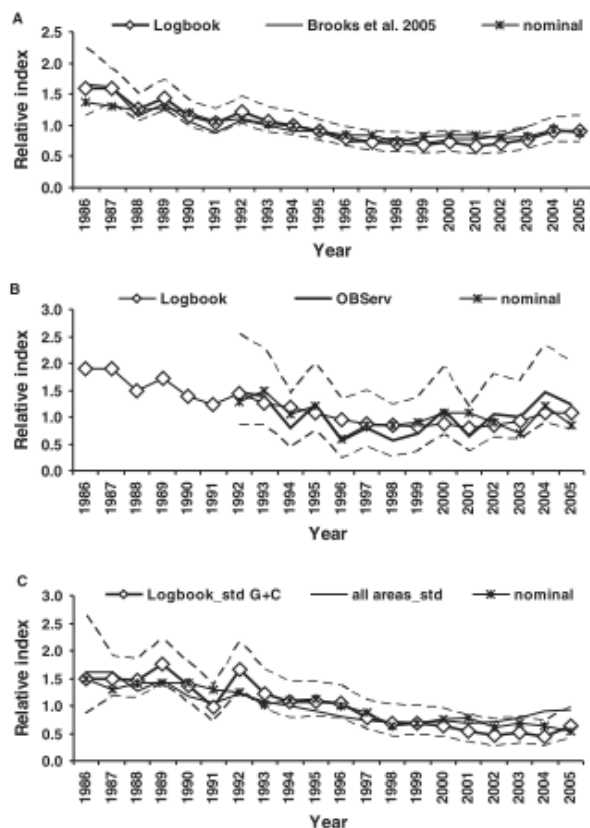 A
Logbook Brooks et al. 2005 nominal
2.5
2.0
1.5
1.0
0.5
0.0
Relative index
1986 1987 1988 1989 1990 1991 1992 1993 1994 1995 1996 1997 1998 1999 2000 2001 2002 2003 2004 2005
Year
B
Logbook OBServ nominal
3.0
2.5
2.0
1.5
1.0
0.5
0.0
Relative index
1986 1987 1988 1989 1990 1991 1992 1993 1994 1995 1996 1997 1998 1999 2000 2001 2002 2003 2004 2005
Year
C
Logbook_std G+C all areas_std nominal
3.0
2.5
2.0
1.5
1.0
0.5
0.0
Relative index
1986 1987 1988 1989 1990 1991 1992 1993 1994 1995 1996 1997 1998 1999 2000 2001 2002 2003 2004 2005
Year